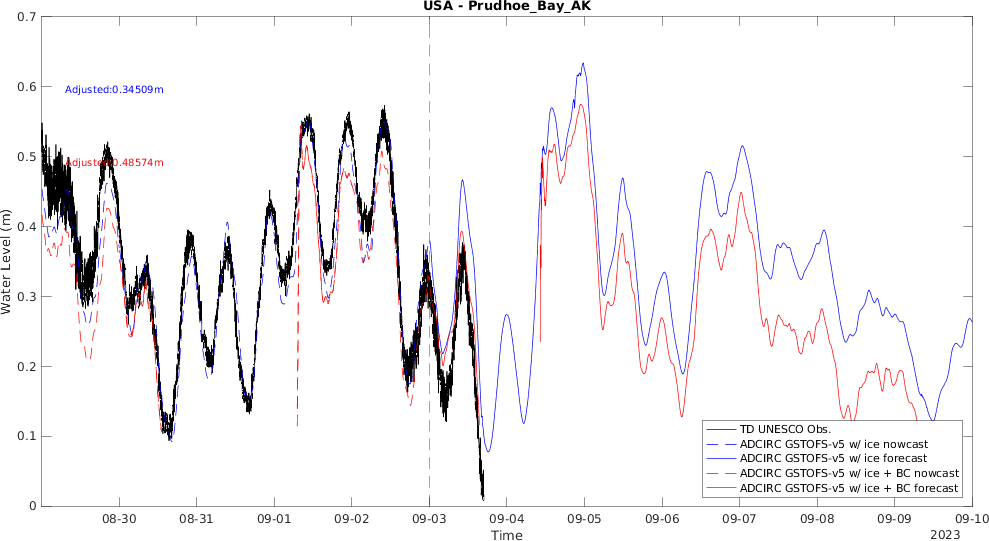 USA - Prudhoe_Bay_AK
0.7
0.6
0.5
0.4
0.3
0.2
0.1
0
Water Level (m)
Adjusted:0.34509m
Adjusted:0.48574m
TD UNESCO Obs.
ADCIRC GSTOFS-v5 w/ ice nowcast
ADCIRC GSTOFS-v5 w/ ice forecast
ADCIRC GSTOFS-v5 w/ ice + BC nowcast
ADCIRC GSTOFS-v5 w/ ice + BC forecast
08-30 08-31 09-01 09-02 09-03 09-04 09-05 09-06 09-07 09-08 09-09 09-10
Time
2023